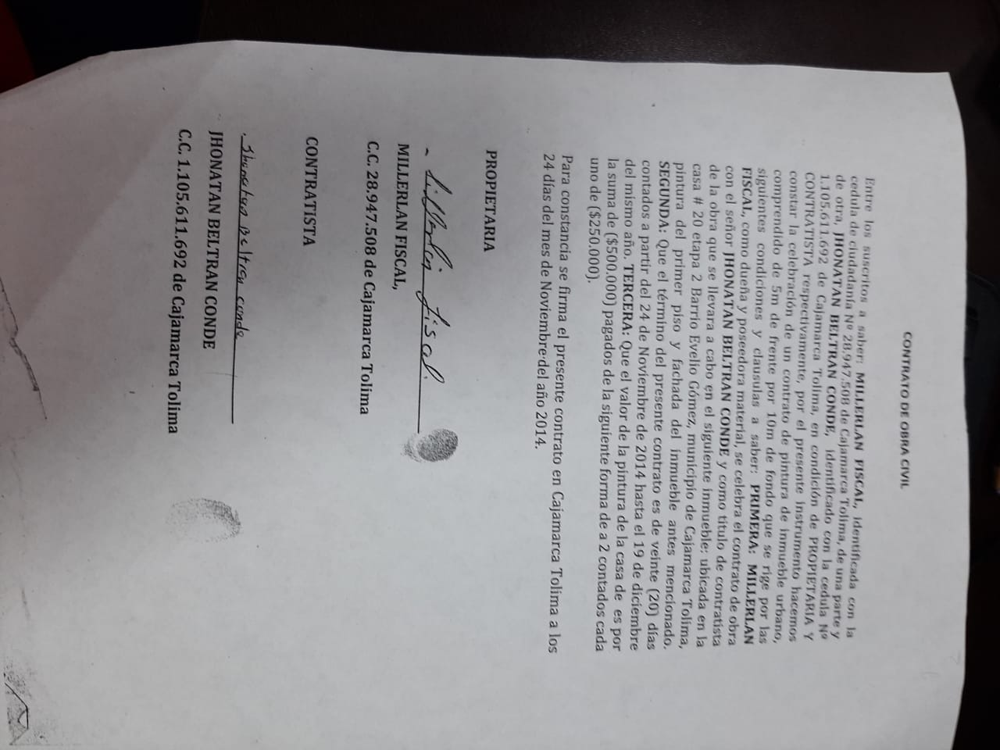 CONTRATO DE OBRA CIVIL
Entre los suscritos a saber: MILLERLAN FISCAL, identificada con la
cedula de ciudadanía Nº 28.947.508 de Cajamarca Tolima, de una parte y
de otra, JHONATAN BELTRAN CONDE, identificado con la cedula Nº
1.105.611.692 de Cajamarca Tolima, en condición de PROPIETARIA Y
CONTRATISTA respectivamente, por el presente instrumento hacemos
constar la celebración de un contrato de pintura de inmueble urbano,
comprendido de 5m de frente por 10m de fondo que se rige por las
siguientes condiciones y clausulas a saber: PRIMERA: MILLERLAN
FISCAL, como dueña y poseedora material, se celebra el contrato de obra
con el señor JHONATAN BELTRAN CONDE y como titulo de contratista
de la obra que se llevara a cabo en el siguiente inmueble: ubicada en la
casa # 20 etapa 2 Barrio Evelio Gómez, municipio de Cajamarca Tolima,
pintura del primer piso y fachada del inmueble antes mencionado.
SEGUNDA: Que el término del presente contrato es de veinte (20) días
contados a partir del 24 de Noviembre de 2014 hasta el 19 de diciembre
del mismo año. TERCERA: Que el valor de la pintura de la casa de es por
la suma de ($500.000) pagados de la siguiente forma de a 2 contados cada
uno de ($250.000).
Para constancia se firma el presente contrato en Cajamarca Tolima a los
24 días del mes de Noviembre del año 2014.
PROPIETARIA
- Millerlan fiscal.
MILLERLAN FISCAL,
C.C. 28.947.508 de Cajamarca Tolima
CONTRATISTA
Jhonatan Beltran conde
JHONATAN BELTRAN CONDE
C.C. 1.105.611.692 de Cajamarca Tolima